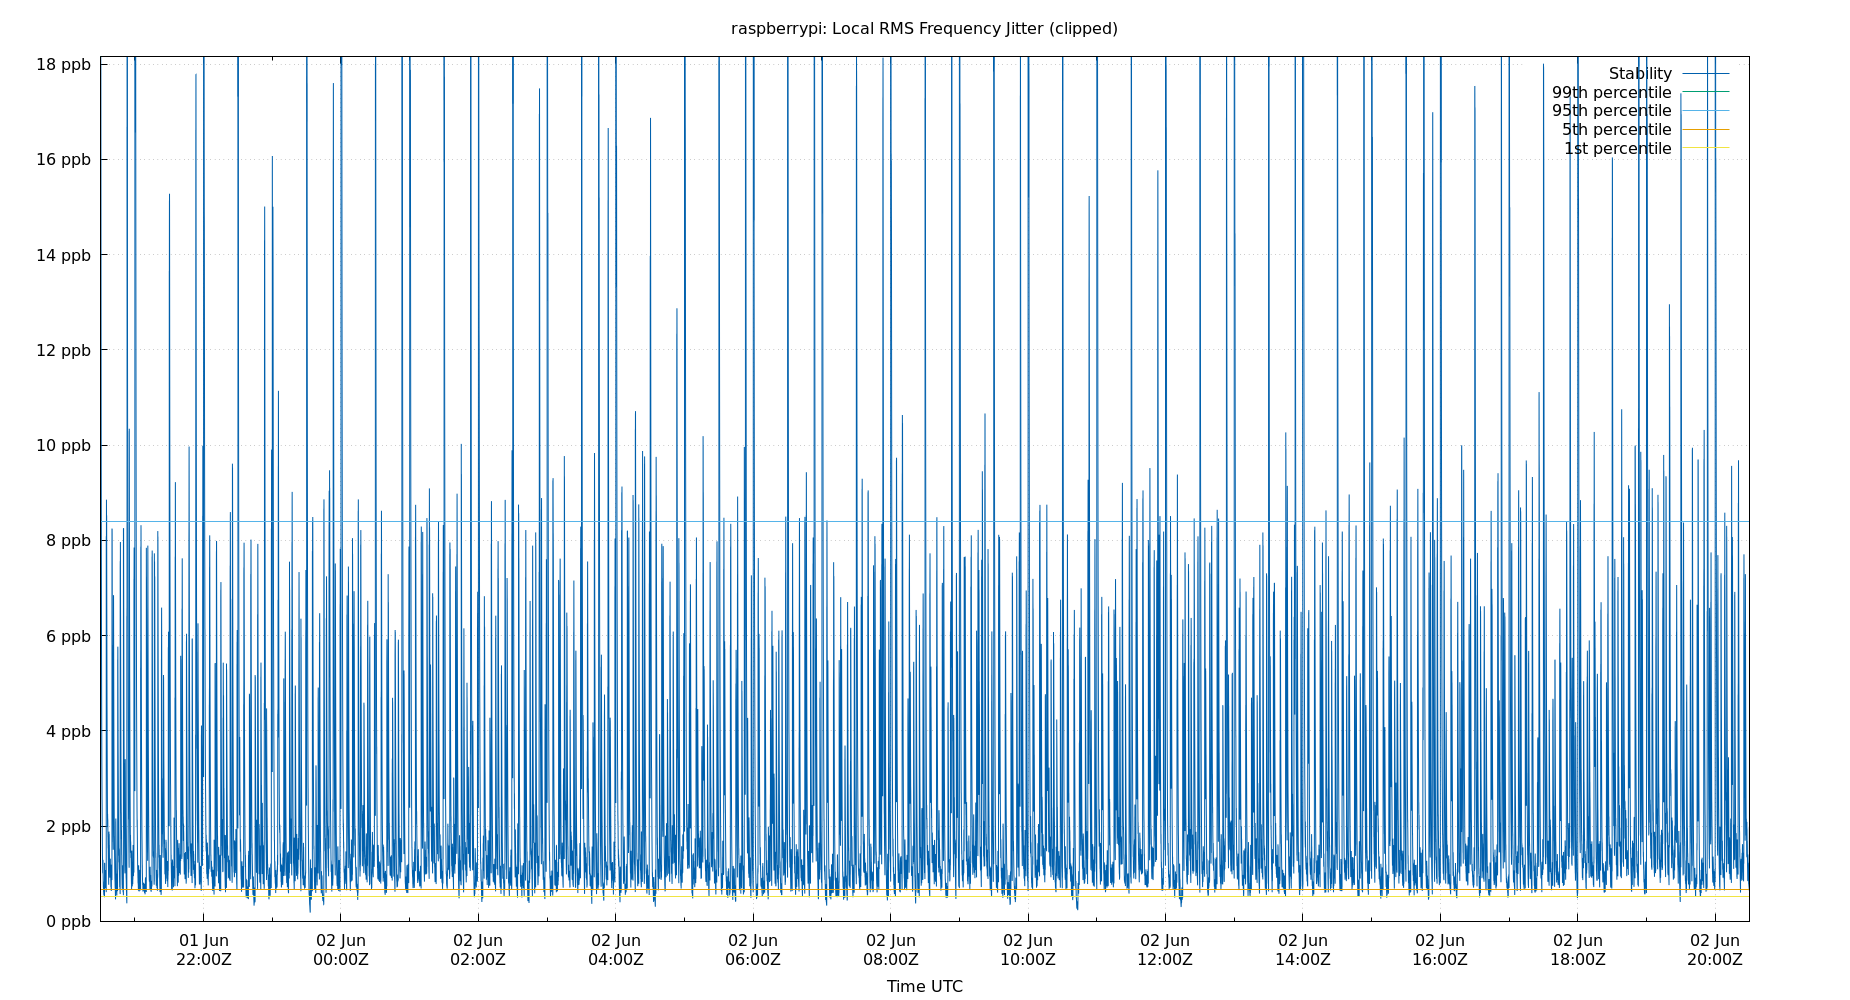 raspberrypi: Local RMS Frequency Jitter (clipped)
18 ppb
16 ppb
14 ppb
12 ppb
10 ppb
8 ppb
6 ppb
4 ppb
2 ppb
0 ppb
Stability
99th percentile
95th percentile
5th percentile
1st percentile
01 Jun 22:00Z
02 Jun 00:00Z
02 Jun 02:00Z
02 Jun 04:00Z
02 Jun 06:00Z
02 Jun 08:00Z
02 Jun 10:00Z
02 Jun 12:00Z
02 Jun 14:00Z
02 Jun 16:00Z
02 Jun 18:00Z
02 Jun 20:00Z
Time UTC